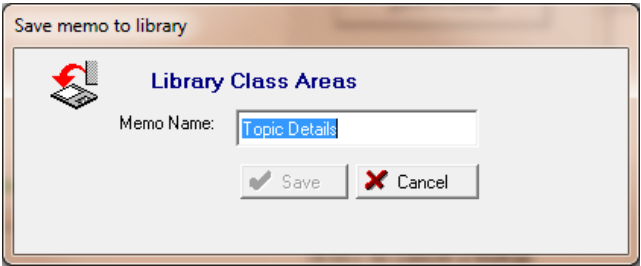 Save memo to library
Library Class Areas
Memo Name: Topic Details
Save Cancel